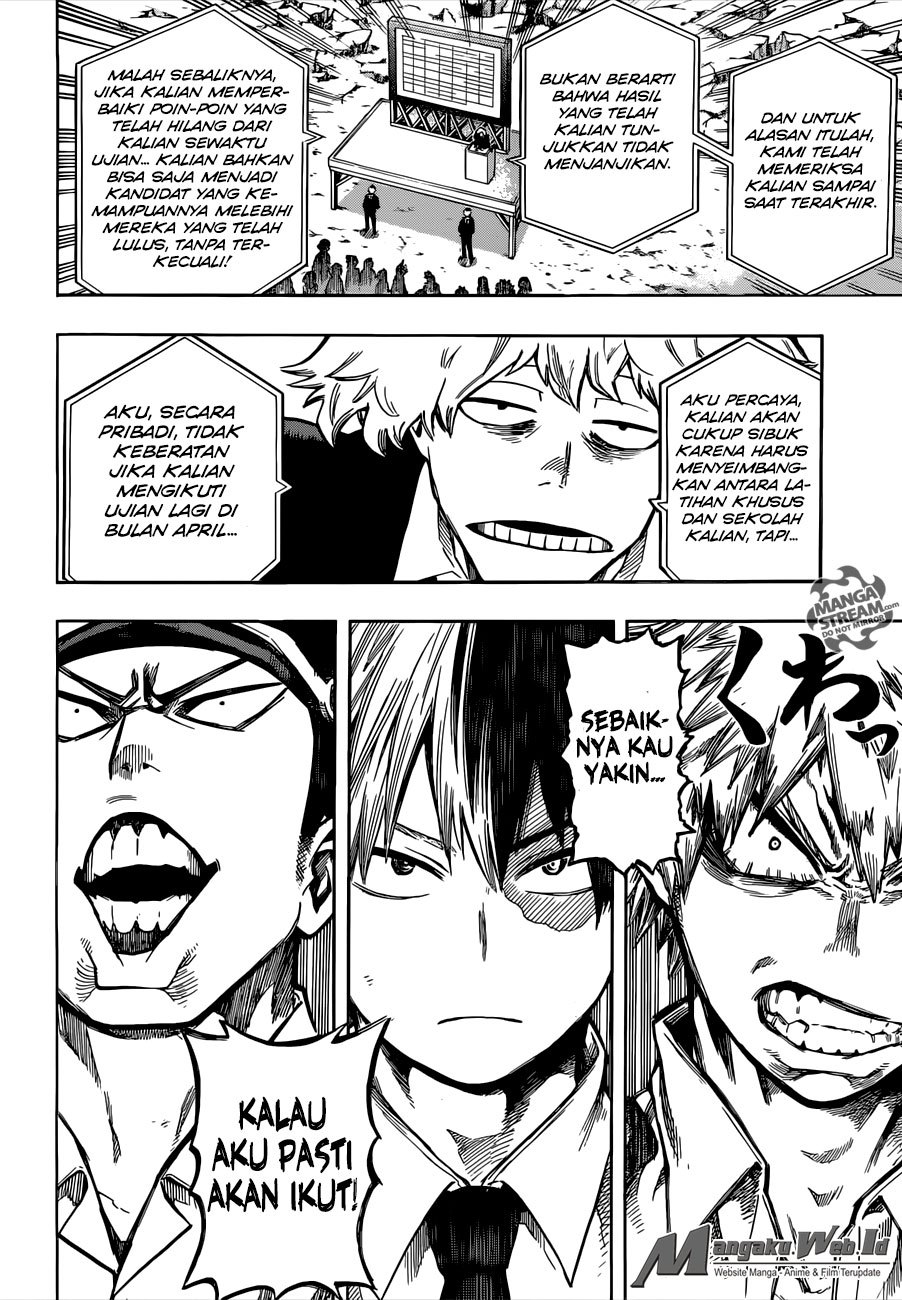 DAN UNTUK
ALASAN ITULAH,
KAMI TELAH
MEMERIKSA
KALIAN SAMPAI
SAAT TERAKHIR.
BUKAN BERARTI
BAHWA HASIL
YANG TELAH
KALIAN TUN-
JUKKAN TIDAK
MENJANJIKAN.
MALAH SEBALIKNYA,
JIKA KALIAN MEMPER-
BAIKI POIN-POIN YANG
TELAH HILANG DARI
KALIAN SEWAKTU
UJIAN... KALIAN BAHKAN
BISA SAJA MENJADI
KANDIDAT YANG KE-
MAMPUANNYA MELEBIHI
MEREKA YANG TELAH
LULUS, TANPA TER-
KECUALI!
AKU PERCAYA,
KALIAN AKAN
CUKUP SIBUK
KARENA HARUS
MENYEIMBANG-
KAN ANTARA LA-
TIHAN KHUSUS
DAN SEKOLAH
KALIAN, TAPI...
AKU, SECARA
PRIBADI, TIDAK
KEBERATAN
JIKA KALIAN
MENGIKUTI
UJIAN LAGI DI
BULAN APRIL...
MANGA
STREAM.com
DO NOT MIRROR
くわっ
SEBAIK-
NYA KAU
YAKIN...
KALAU
AKU PASTI
AKAN IKUT!
Mangaku.Web.Id
Website Manga - Anime & Film Terupdate